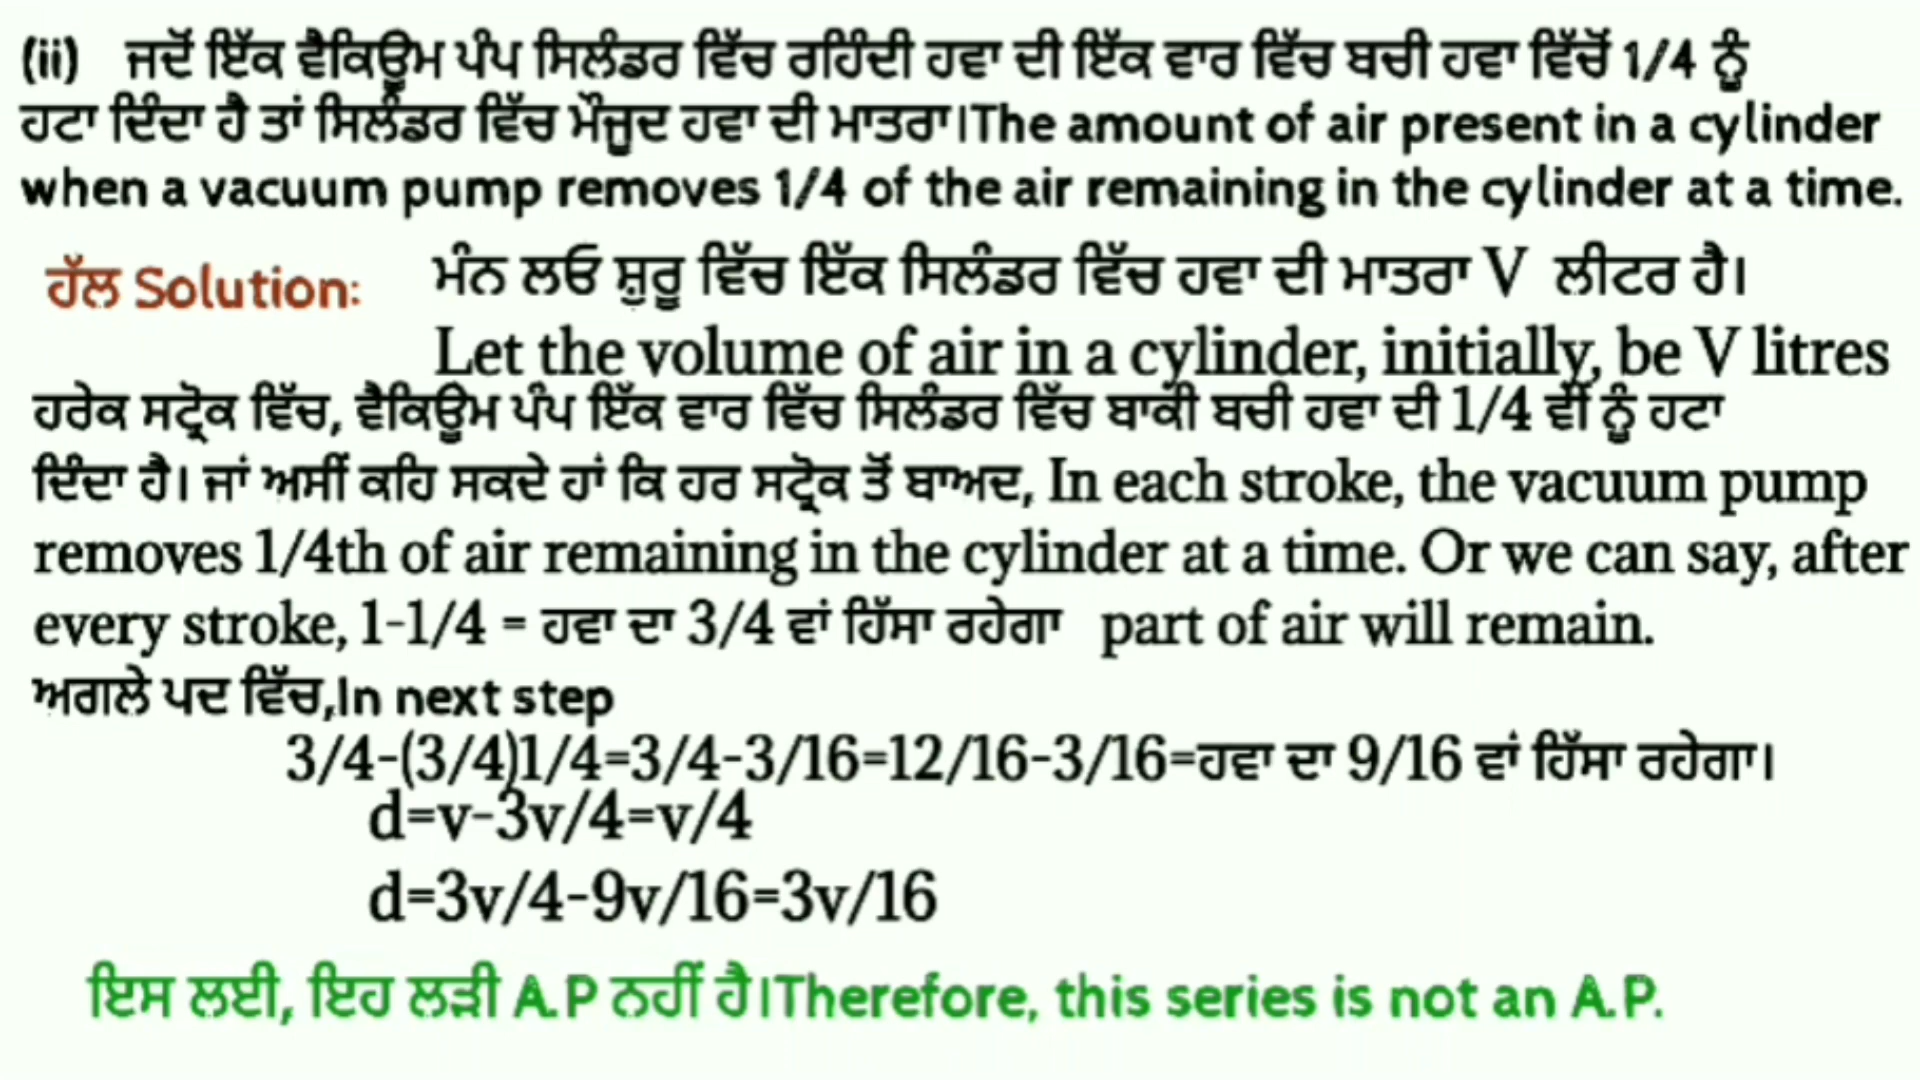 (ii) ਜਦੋਂ ਇੱਕ ਵੈਕਿਊਮ ਪੰਪ ਸਿਲੰਡਰ ਵਿੱਚ ਰਹਿੰਦੀ ਹਵਾ ਦੀ ਇੱਕ ਵਾਰ ਵਿੱਚ ਬਚੀ ਹਵਾ ਵਿੱਚੋਂ 1/4 ਨੂੰ
ਹਟਾ ਦਿੰਦਾ ਹੈ ਤਾਂ ਸਿਲੰਡਰ ਵਿੱਚ ਮੌਜੂਦ ਹਵਾ ਦੀ ਮਾਤਰਾ।The amount of air present in a cylinder
when a vacuum pump removes 1/4 of the air remaining in the cylinder at a time.
ਹੱਲ Solution: ਮੰਨ ਲਓ ਸ਼ੁਰੂ ਵਿੱਚ ਇੱਕ ਸਿਲੰਡਰ ਵਿੱਚ ਹਵਾ ਦੀ ਮਾਤਰਾ V ਲੀਟਰ ਹੈ।
Let the volume of air in a cylinder, initially, be V litres
ਹਰੇਕ ਸਟ੍ਰੋਕ ਵਿੱਚ, ਵੈਕਿਊਮ ਪੰਪ ਇੱਕ ਵਾਰ ਵਿੱਚ ਸਿਲੰਡਰ ਵਿੱਚ ਬਾਕੀ ਬਚੀ ਹਵਾ ਦੀ 1/4 ਵੀਂ ਨੂੰ ਹਟਾ
ਦਿੰਦਾ ਹੈ। ਜਾਂ ਅਸੀਂ ਕਹਿ ਸਕਦੇ ਹਾਂ ਕਿ ਹਰ ਸਟ੍ਰੋਕ ਤੋਂ ਬਾਅਦ, In each stroke, the vacuum pump
removes 1/4th of air remaining in the cylinder at a time. Or we can say, after
every stroke, 1-1/4 = ਹਵਾ ਦਾ 3/4 ਵਾਂ ਹਿੱਸਾ ਰਹੇਗਾ part of air will remain.
ਅਗਲੇ ਪਦ ਵਿੱਚ,In next step
3/4-(3/4)1/4=3/4-3/16=12/16-3/16=ਹਵਾ ਦਾ 9/16 ਵਾਂ ਹਿੱਸਾ ਰਹੇਗਾ।
d=v-3v/4=v/4
d=3v/4-9v/16=3v/16
ਇਸ ਲਈ, ਇਹ ਲੜੀ A.P ਨਹੀਂ ਹੈ।Therefore, this series is not an A.P.